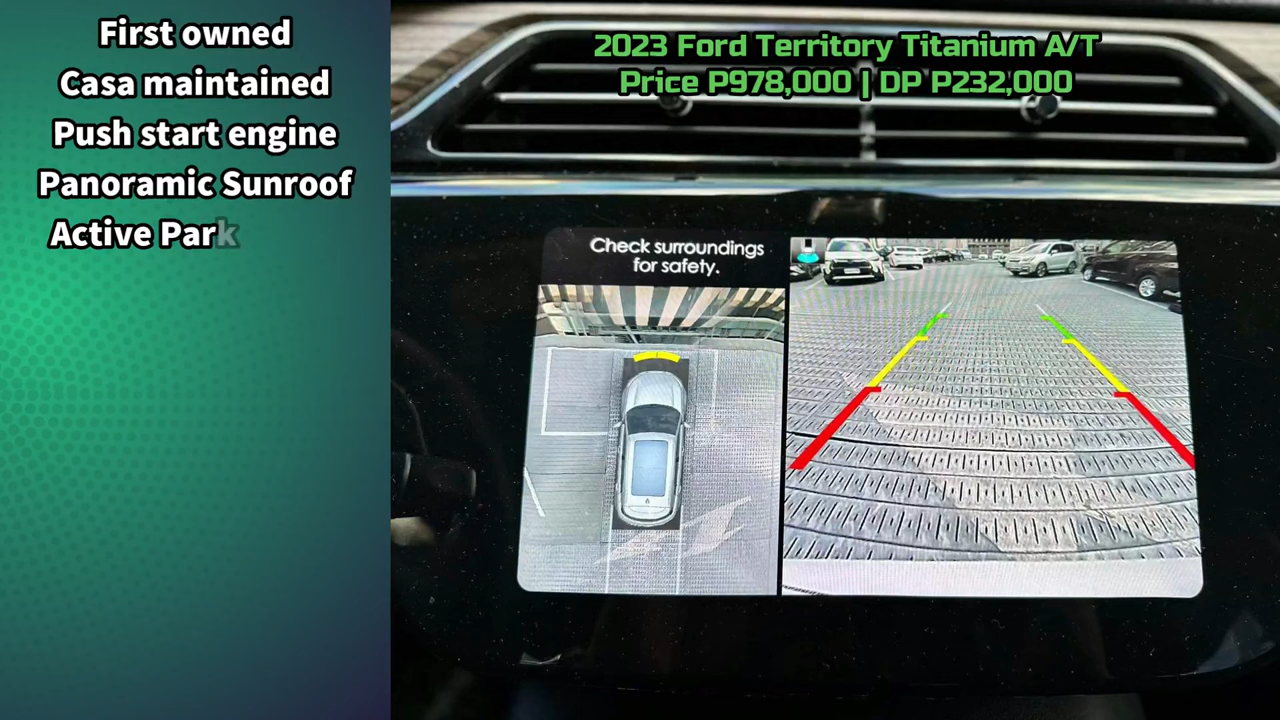 First owned
Casa maintained
Push start engine
Panoramic Sunroof
Active Park
2023 Ford Territory Titanium A/T
Price P978,000 | DP P232,000
Check surroundings
for safety.